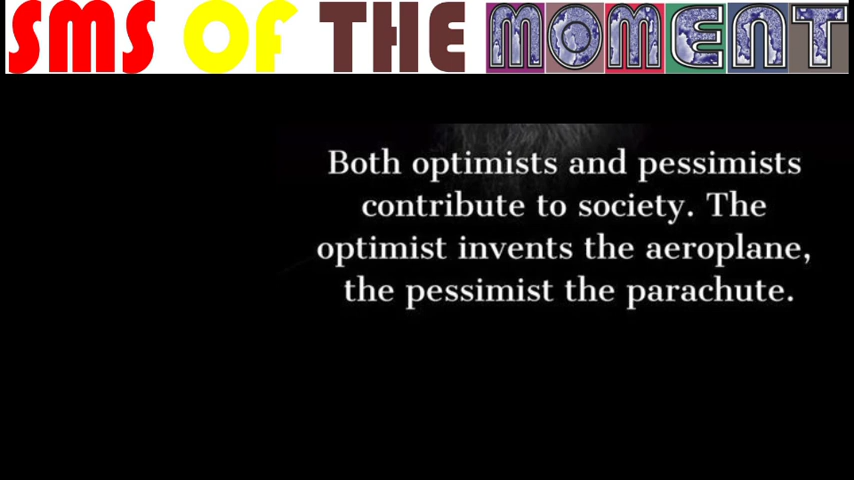 SMS OF THE MOMENT
Both optimists and pessimists
contribute to society. The
optimist invents the aeroplane,
the pessimist the parachute.